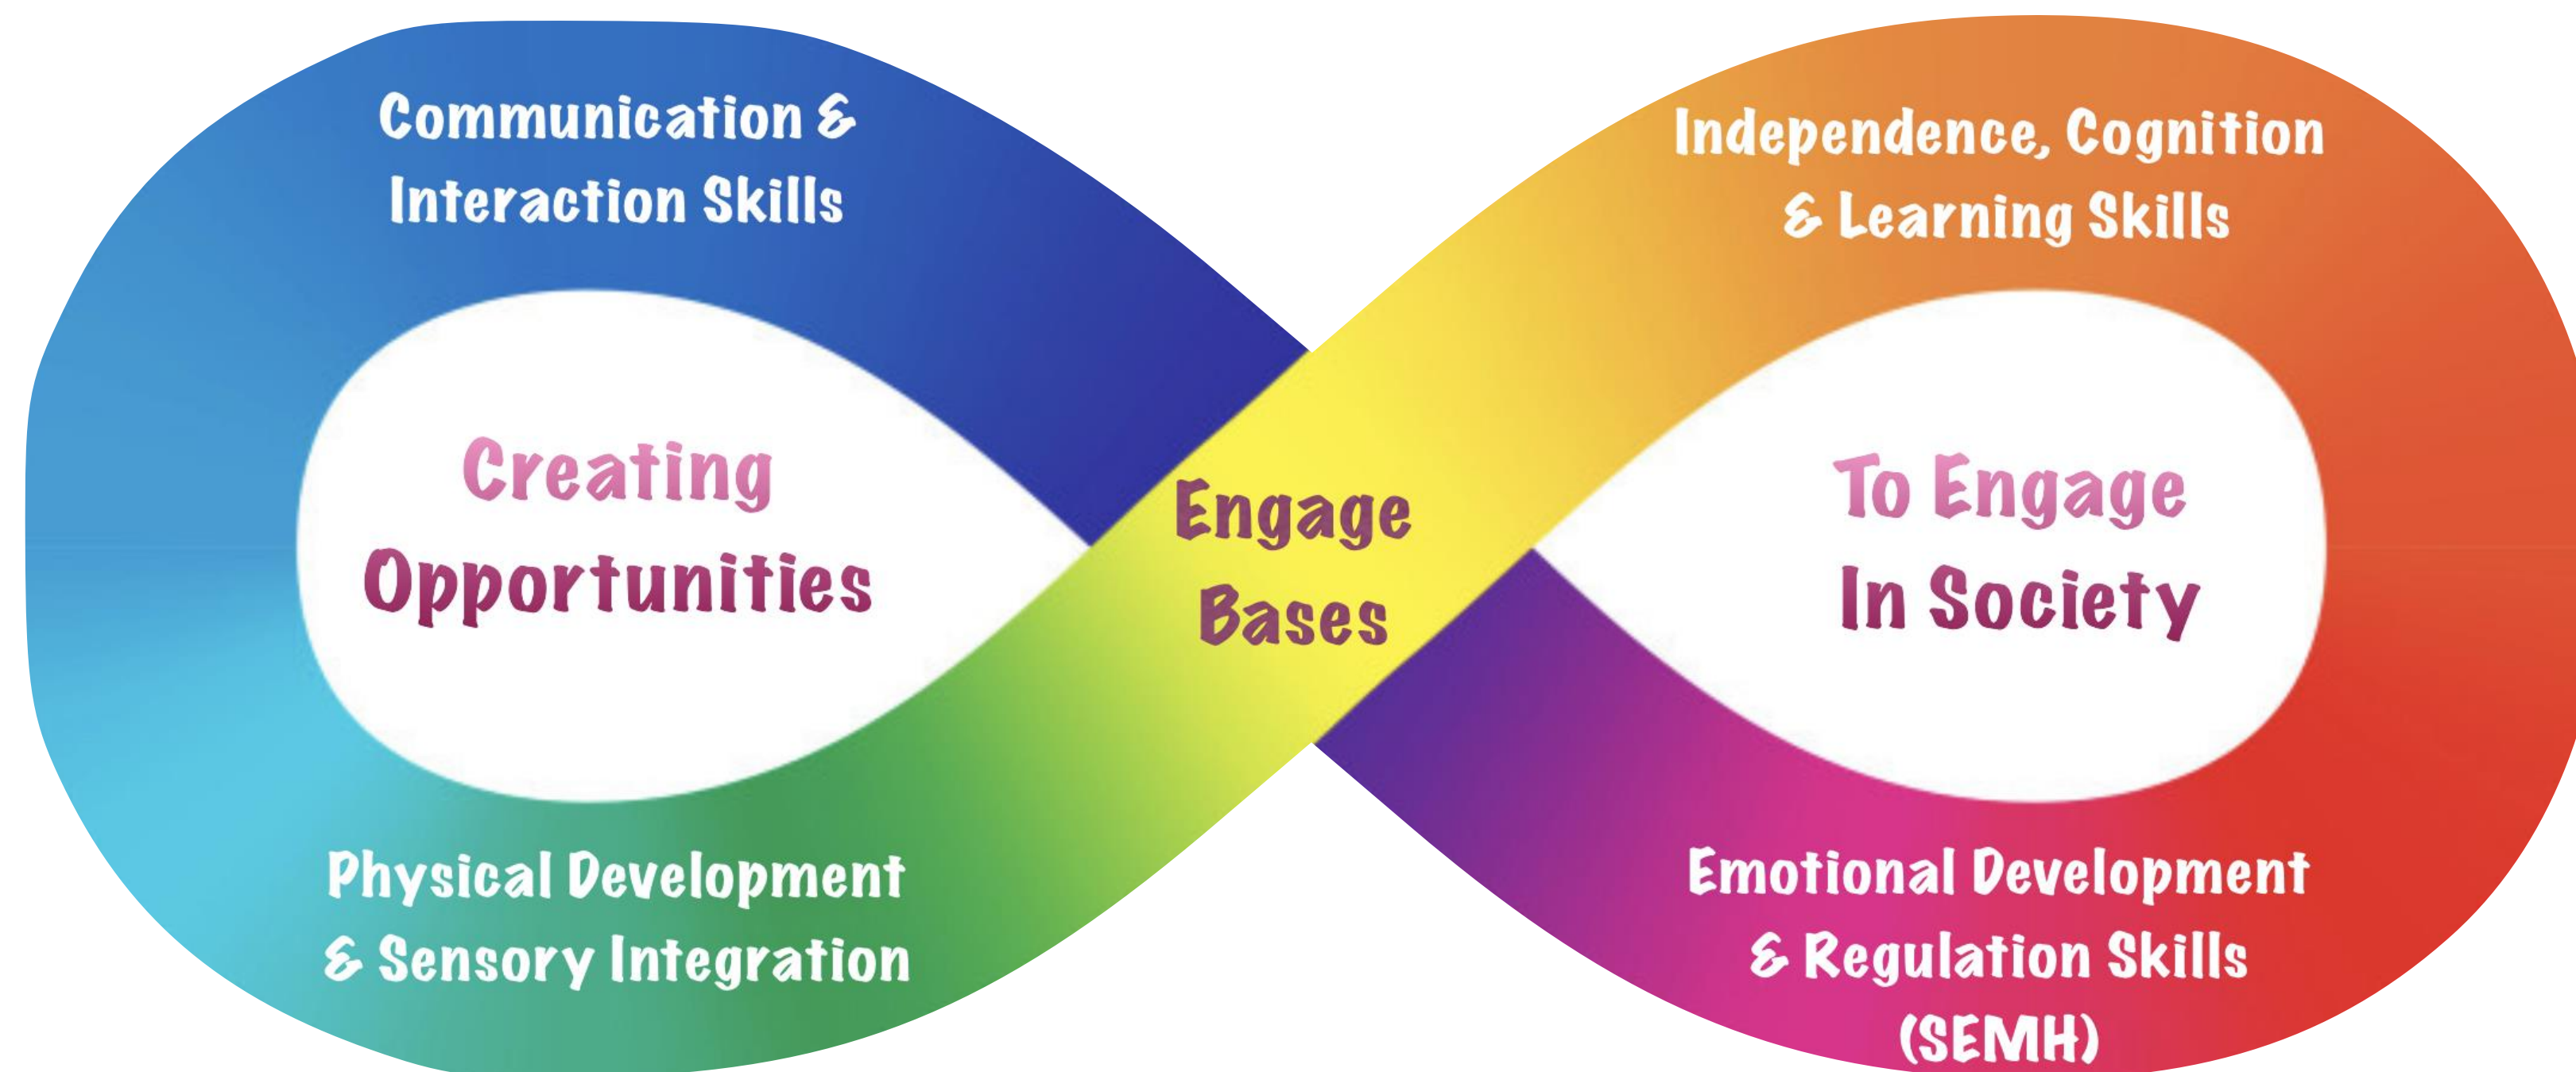 Communication &
Interaction Skills
Independence, Cognition
& Learning Skills
Creating
Opportunities
Engage
Bases
To Engage
In Society
Physical Development
& Sensory Integration
Emotional Development
& Regulation Skills
(SEMH)